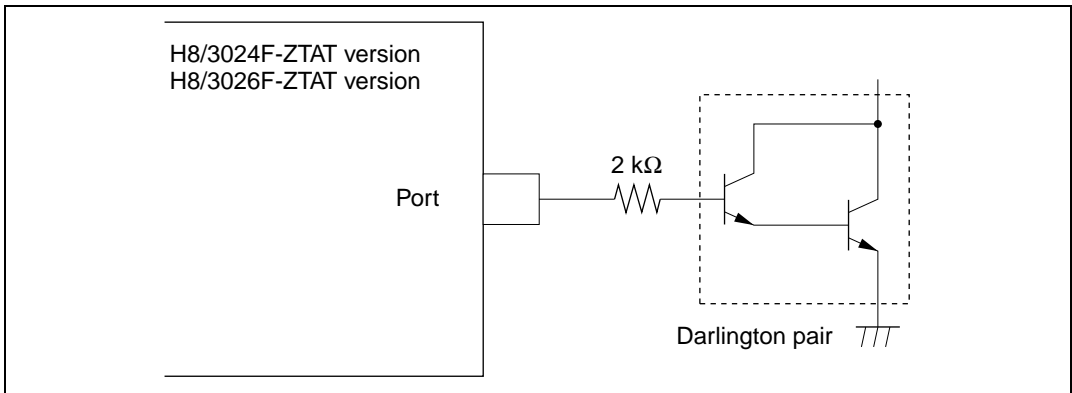 H8/3024F-ZTAT version
H8/3026F-ZTAT version
2 kΩ
Port
Darlington pair